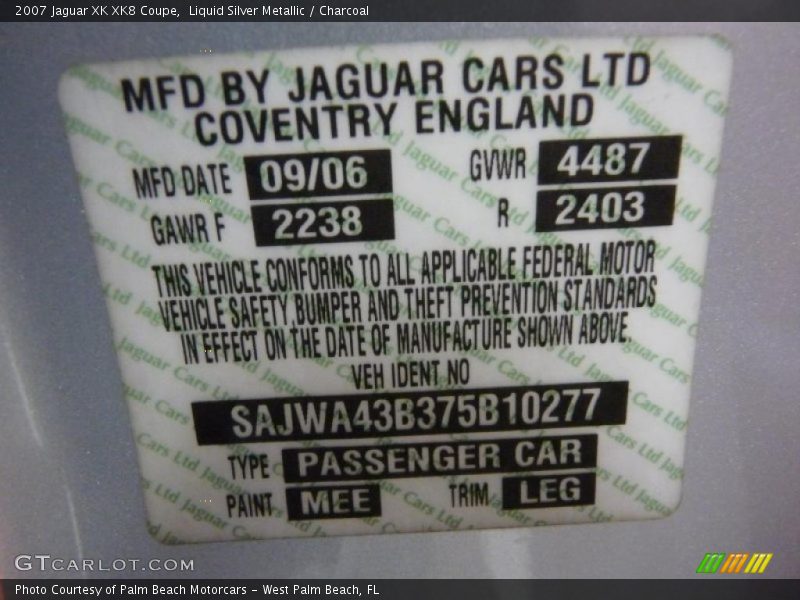 2007 Jaguar XK XK8 Coupe,  Liquid Silver Metallic / Charcoal
MFD BY JAGUAR CARS LTD
COVENTRY ENGLAND
MFD DATE 09/06 GVWR 4487
GAWR F 2238 R 2403
THIS VEHICLE CONFORMS TO ALL APPLICABLE FEDERAL MOTOR
VEHICLE SAFETY, BUMPER AND THEFT PREVENTION STANDARDS
IN EFFECT ON THE DATE OF MANUFACTURE SHOWN ABOVE.
VEH IDENT NO
SAJWA43B375B10277
TYPE PASSENGER CAR
PAINT MEE TRIM LEG
GTCARLOT.COM
Photo Courtesy of Palm Beach Motorcars - West Palm Beach, FL